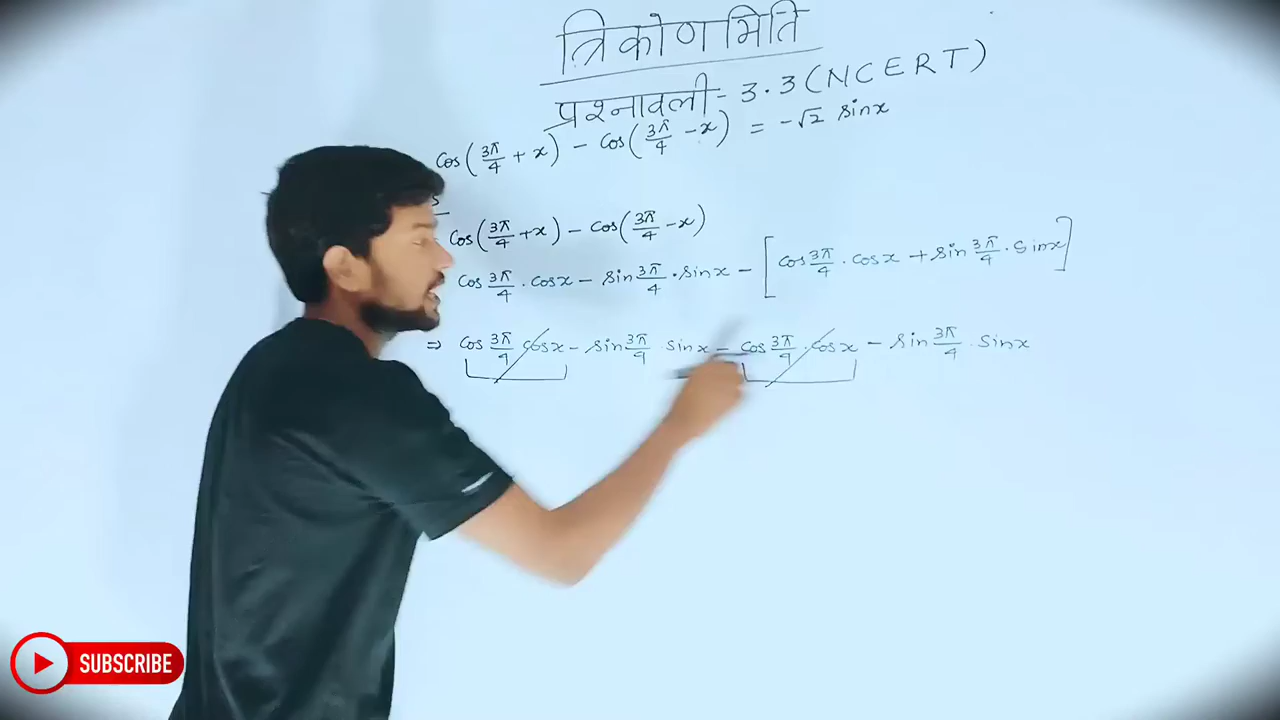 त्रिकोणमिति
प्रश्नावली- 3.3 (NCERT)
cos(3π/4 + x) - cos(3π/4 - x) = -√2 sinx
cos(3π/4 + x) - cos(3π/4 - x)
cos 3π/4 · cosx - sin 3π/4 · sinx - [cos 3π/4 · cosx + sin 3π/4 · sinx]
⇒ cos 3π/4 cosx - sin 3π/4 · sinx - cos 3π/4 · cosx - sin 3π/4 · sinx
SUBSCRIBE